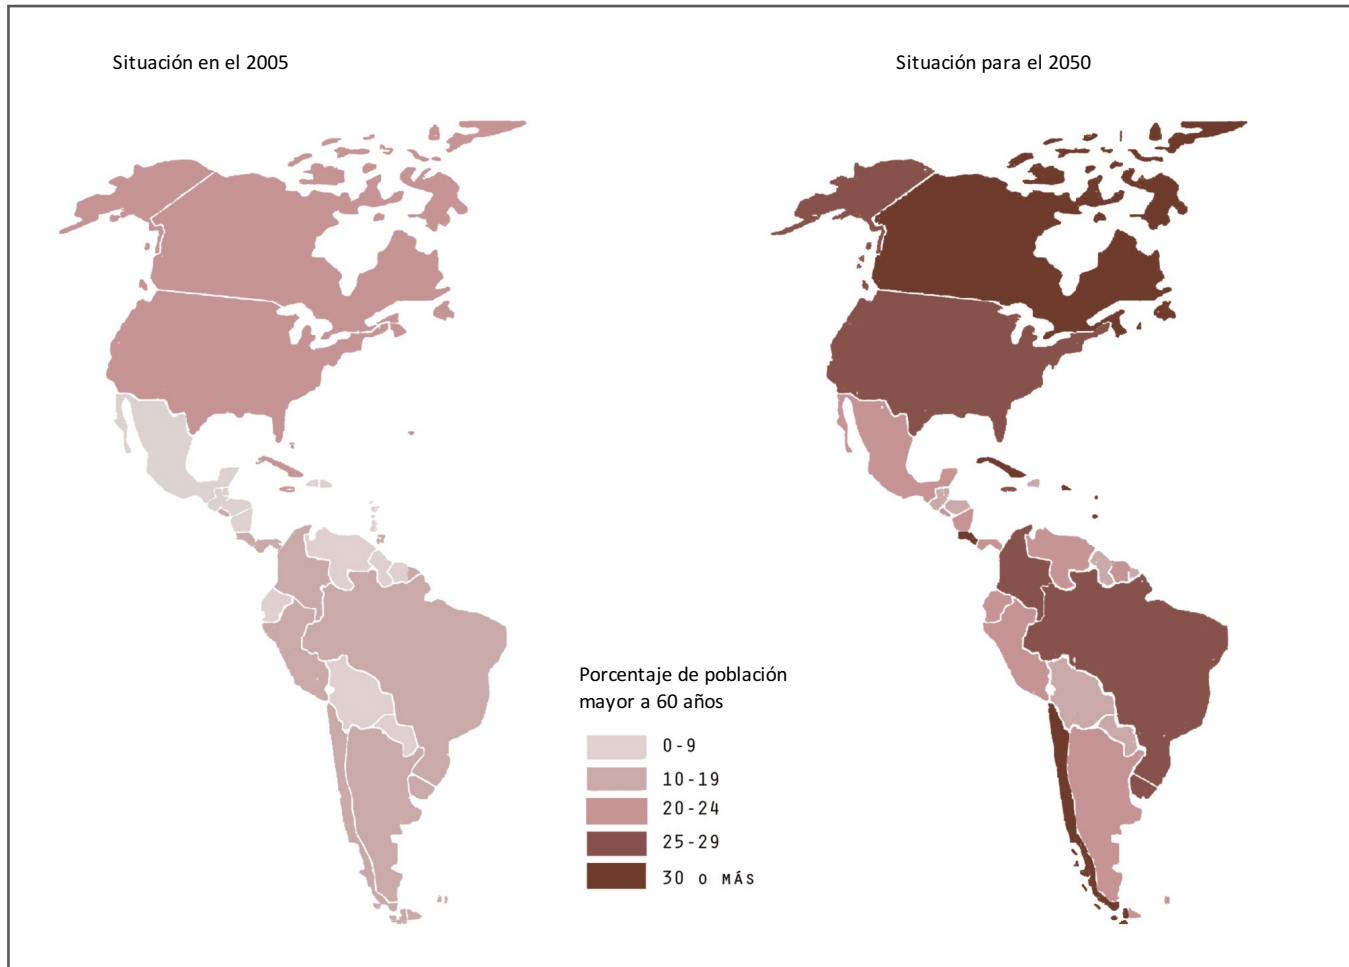 Situación en el 2005
Situación para el 2050
Porcentaje de población
mayor a 60 años
0-9
10-19
20-24
25-29
30 O MÁS